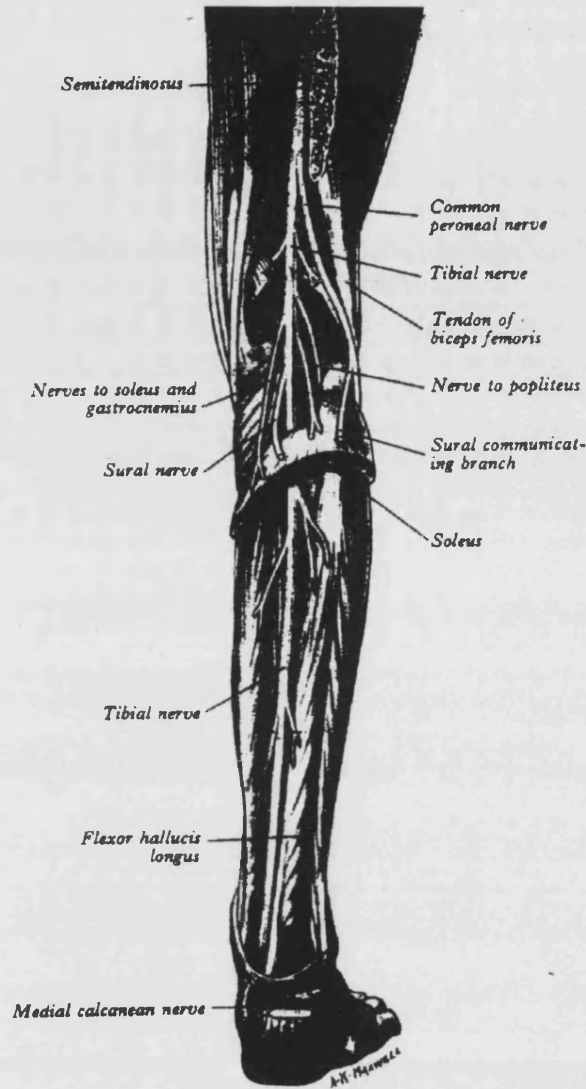 Semitendinosus
Common
peroneal nerve
Tibial nerve
Tendon of
biceps femoris
Nerves to soleus and
gastrocnemius
Nerve to popliteus
Sural nerve
Sural communicat-
ing branch
Soleus
Tibial nerve
Flexor hallucis
longus
Medial calcanean nerve
A.K. Maxwell